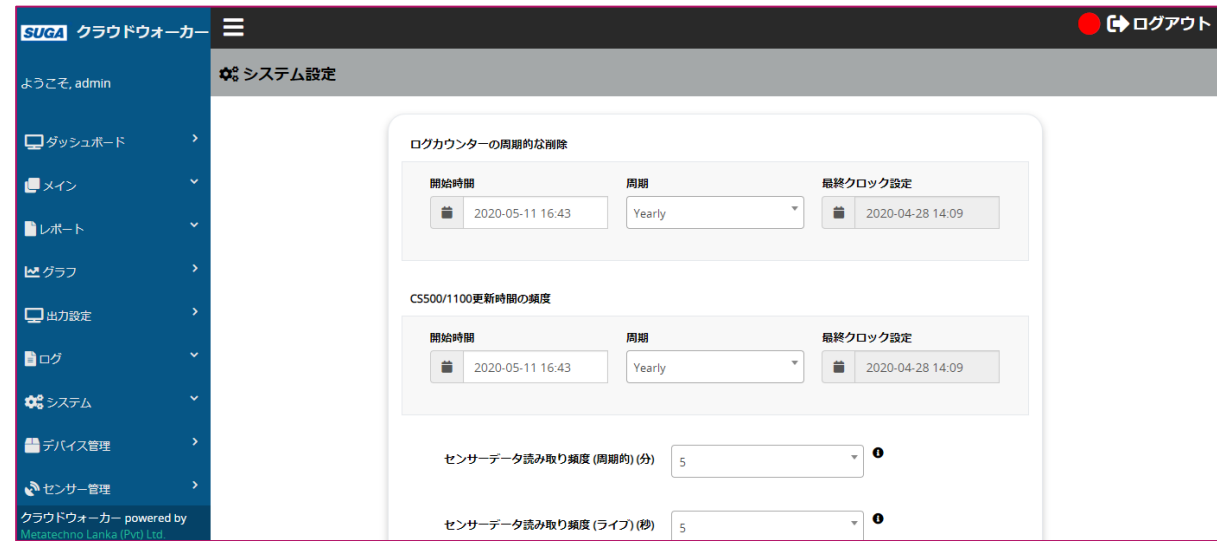 SUGA クラウドウォーカー
ログアウト
ようこそ, admin
システム設定
ダッシュボード
メイン
レポート
グラフ
出力設定
ログ
システム
デバイス管理
センサー管理
クラウドウォーカー powered by
Metatechno Lanka (Pvt) Ltd.
ログカウンターの周期的な削除
開始時間 周期 最終クロック設定
2020-05-11 16:43 Yearly 2020-04-28 14:09
CS500/1100更新時間の頻度
開始時間 周期 最終クロック設定
2020-05-11 16:43 Yearly 2020-04-28 14:09
センサーデータ読み取り頻度 (周期的) (分) 5
センサーデータ読み取り頻度 (ライブ) (秒) 5